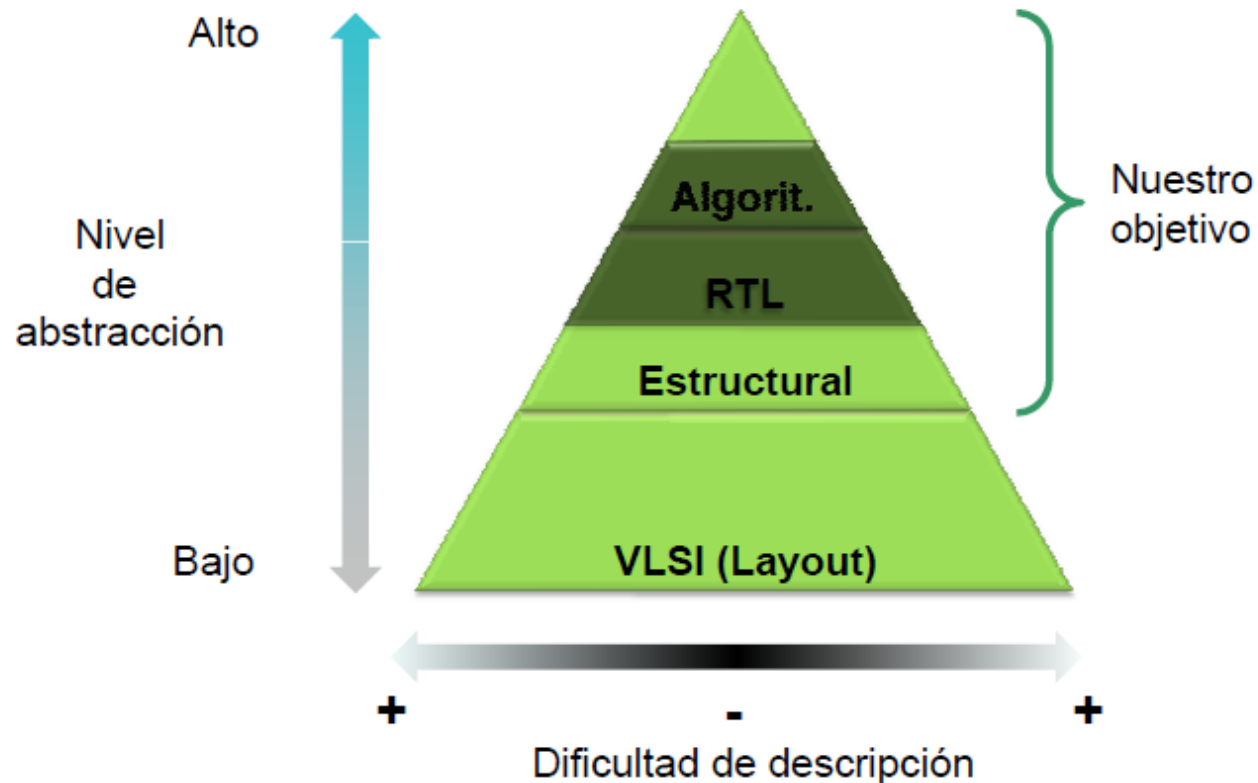 Alto
Nivel
de
abstracción
Bajo
Algorit.
RTL
Estructural
VLSI (Layout)
Nuestro
objetivo
+ - +
Dificultad de descripción